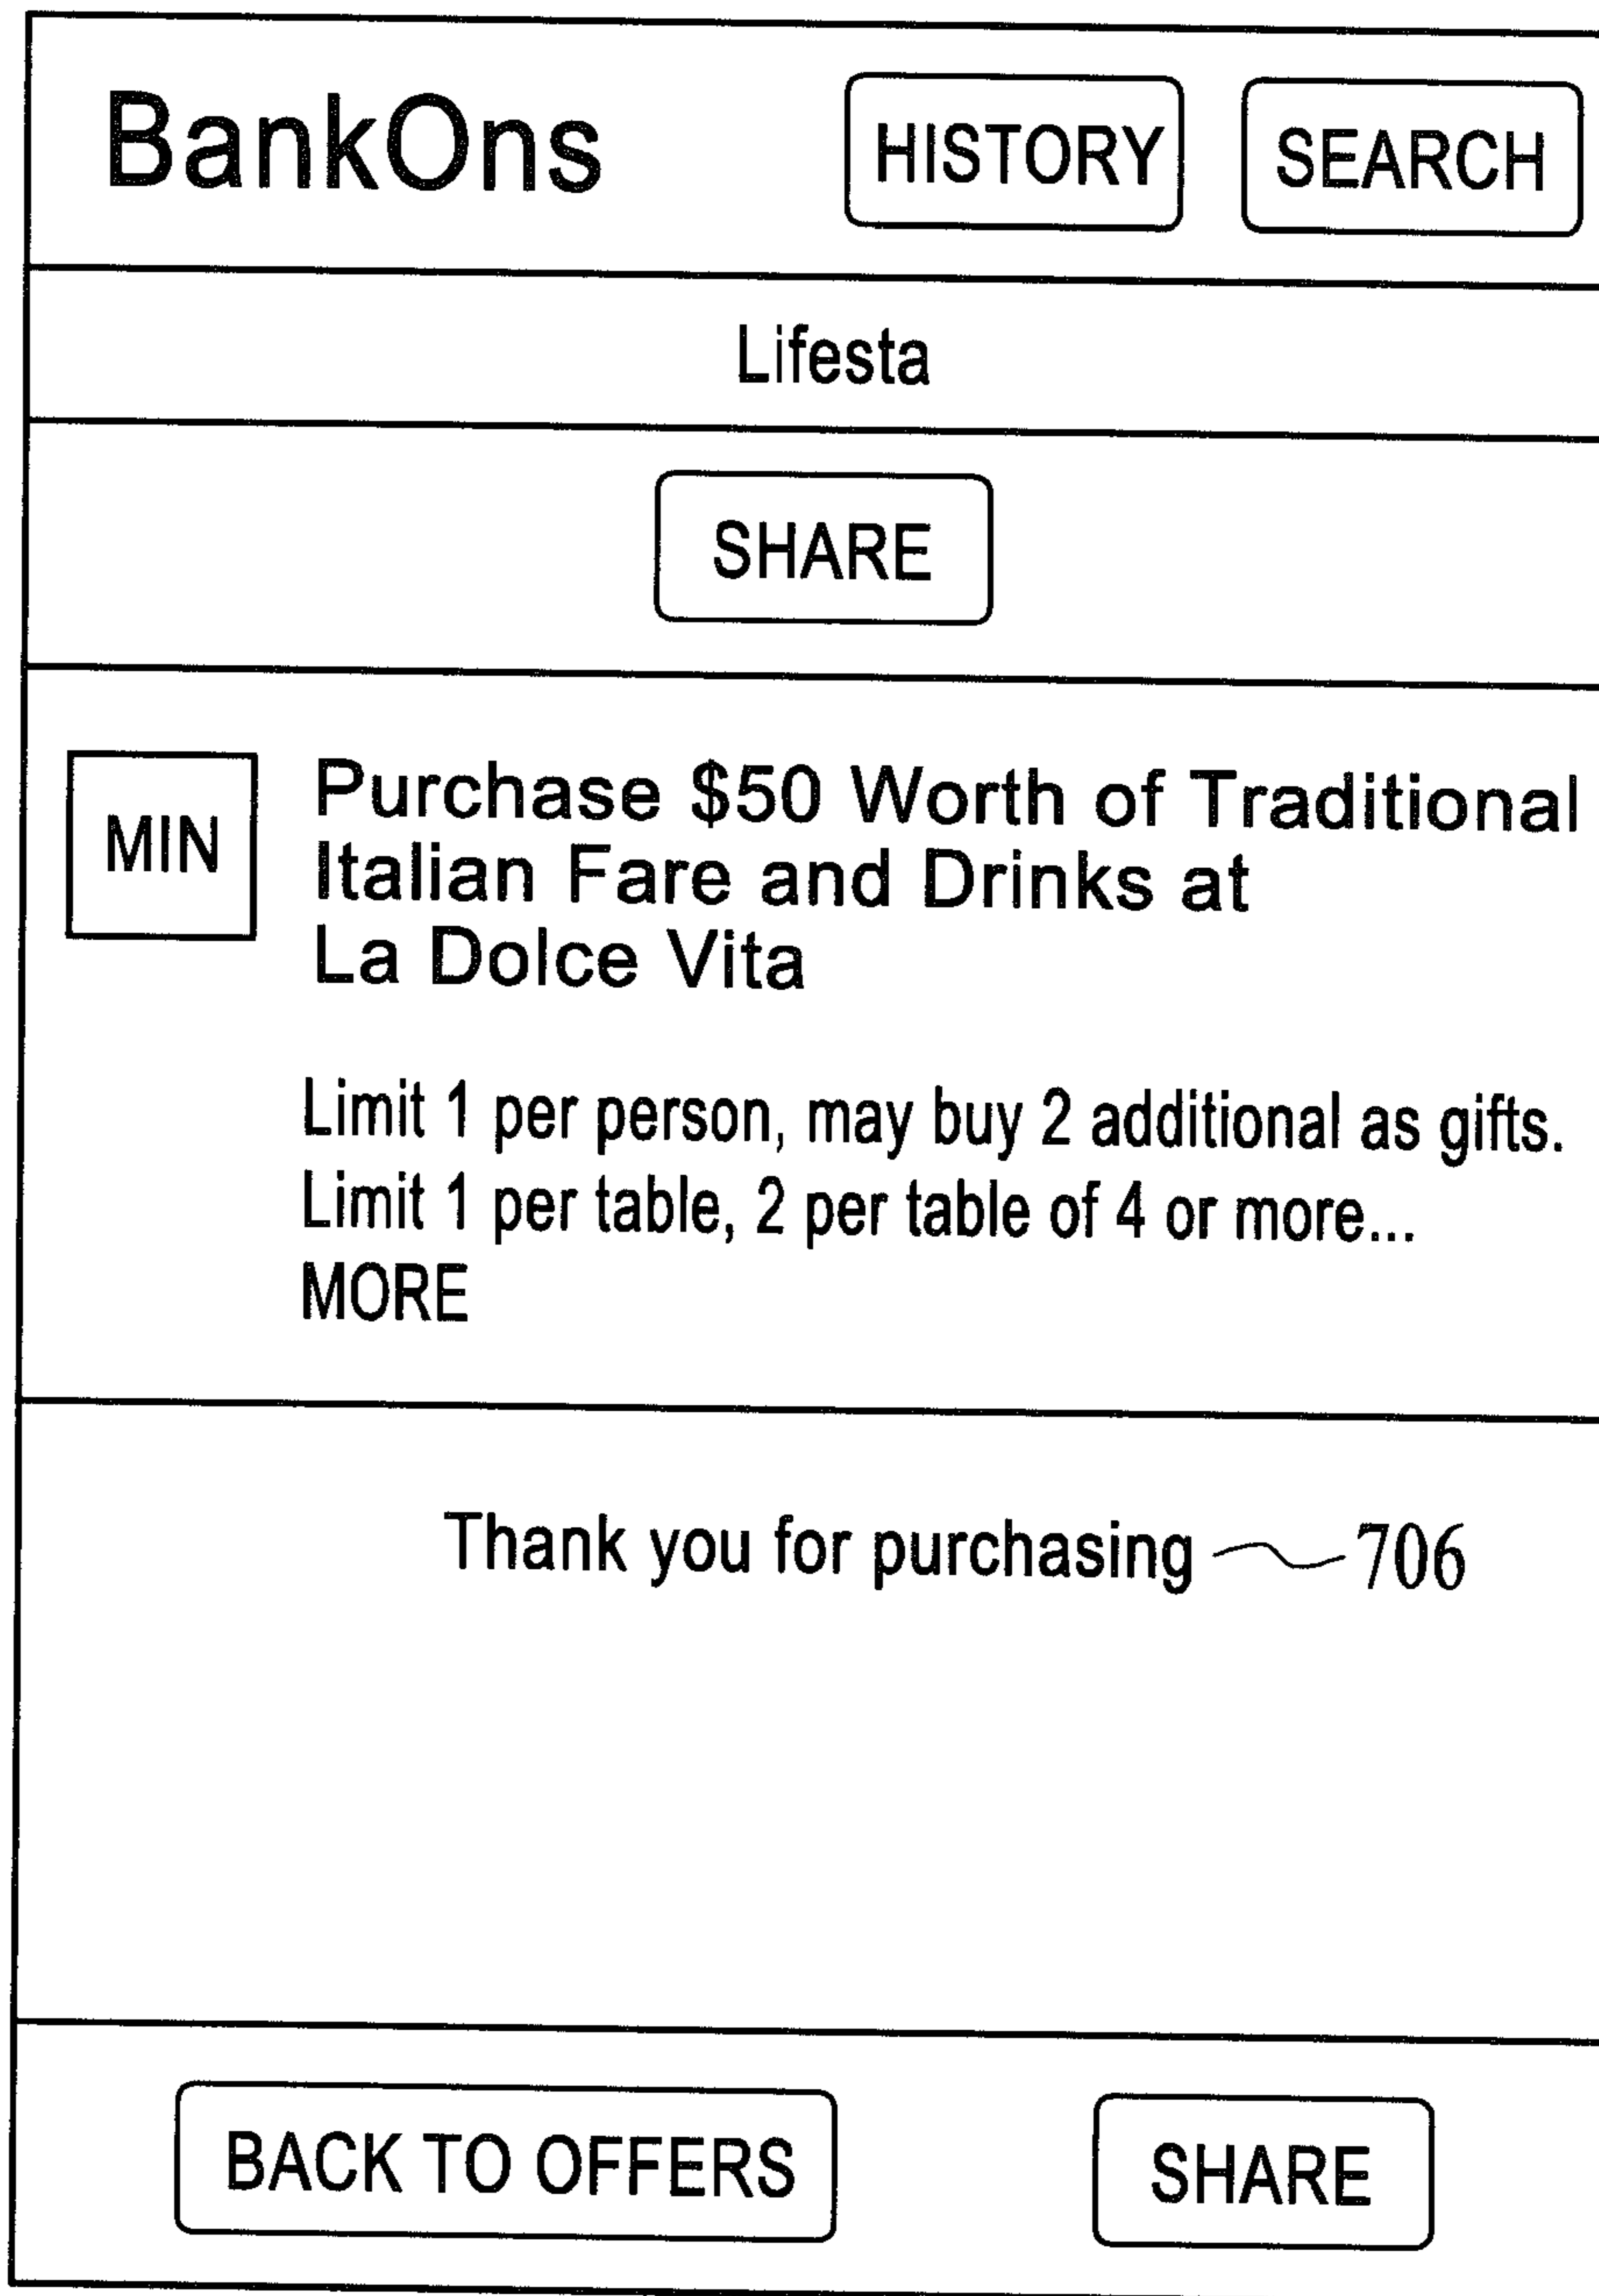 BankOns HISTORY SEARCH
Lifesta
SHARE
MIN
Purchase $50 Worth of Traditional
Italian Fare and Drinks at
La Dolce Vita
Limit 1 per person, may buy 2 additional as gifts.
Limit 1 per table, 2 per table of 4 or more...
MORE
Thank you for purchasing 706
BACK TO OFFERS SHARE